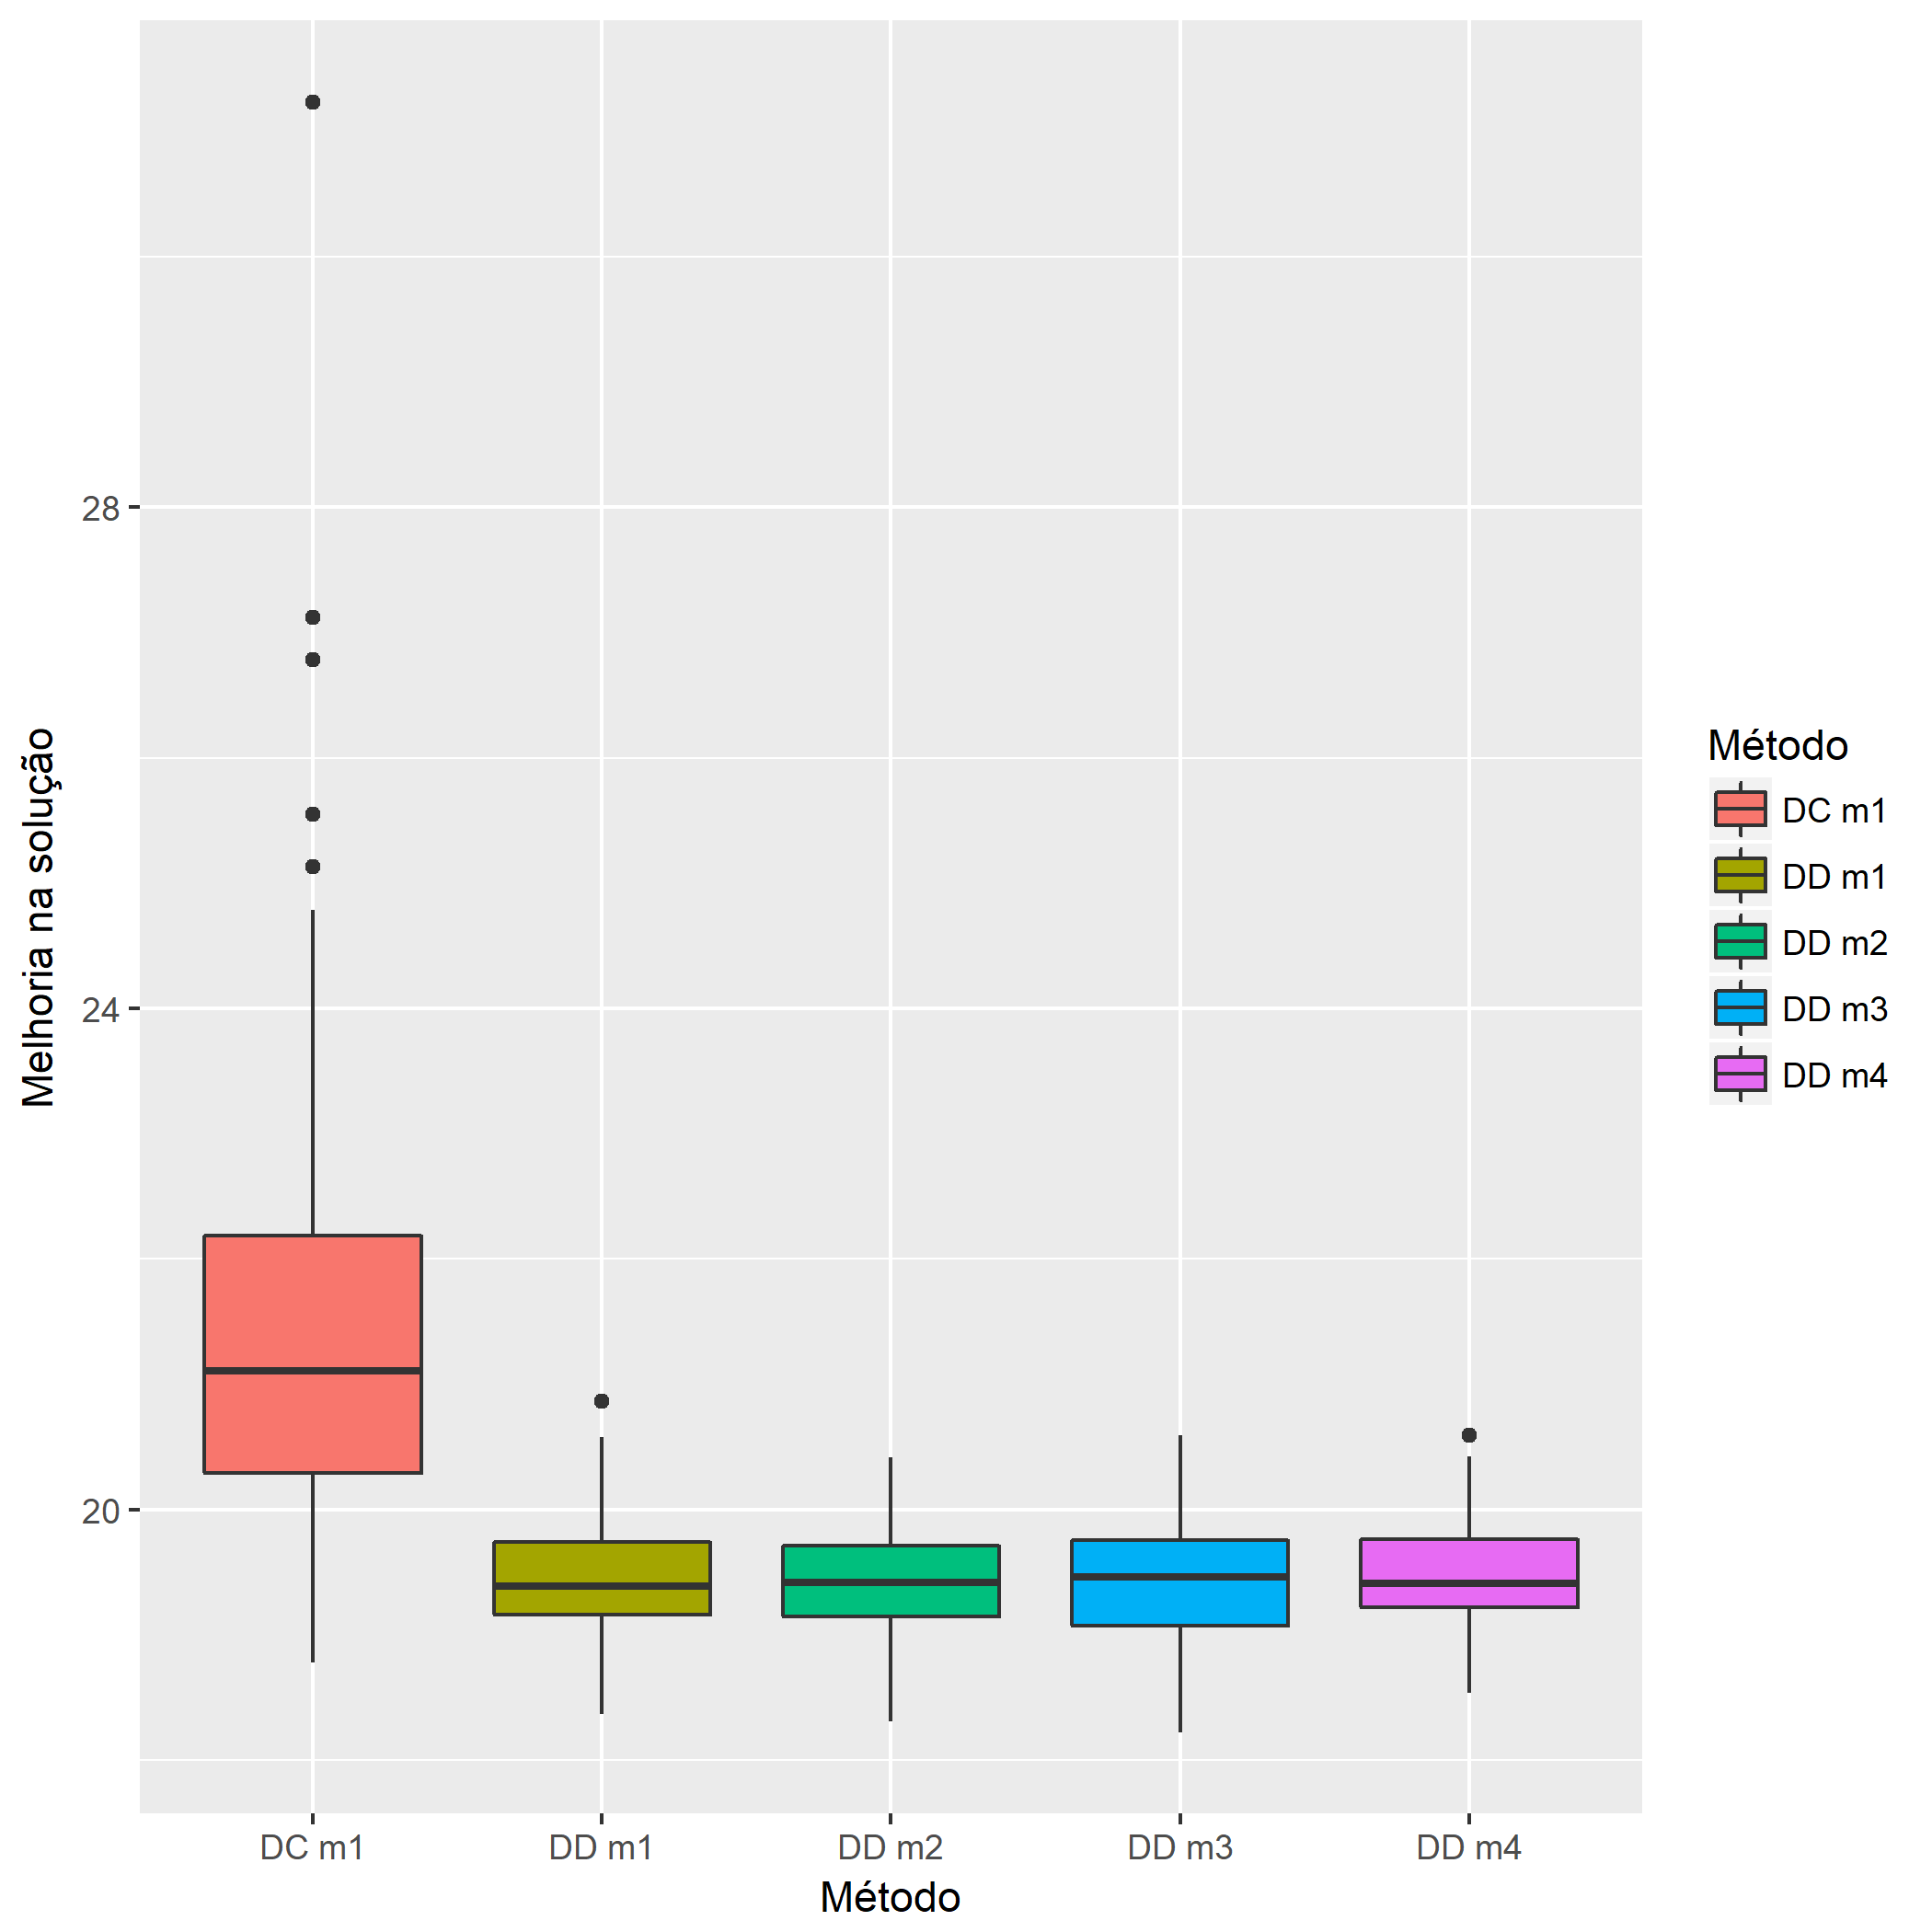 Melhoria na solução
28
24
20
DC m1
DD m1
DD m2
DD m3
DD m4
Método
Método
DC m1
DD m1
DD m2
DD m3
DD m4